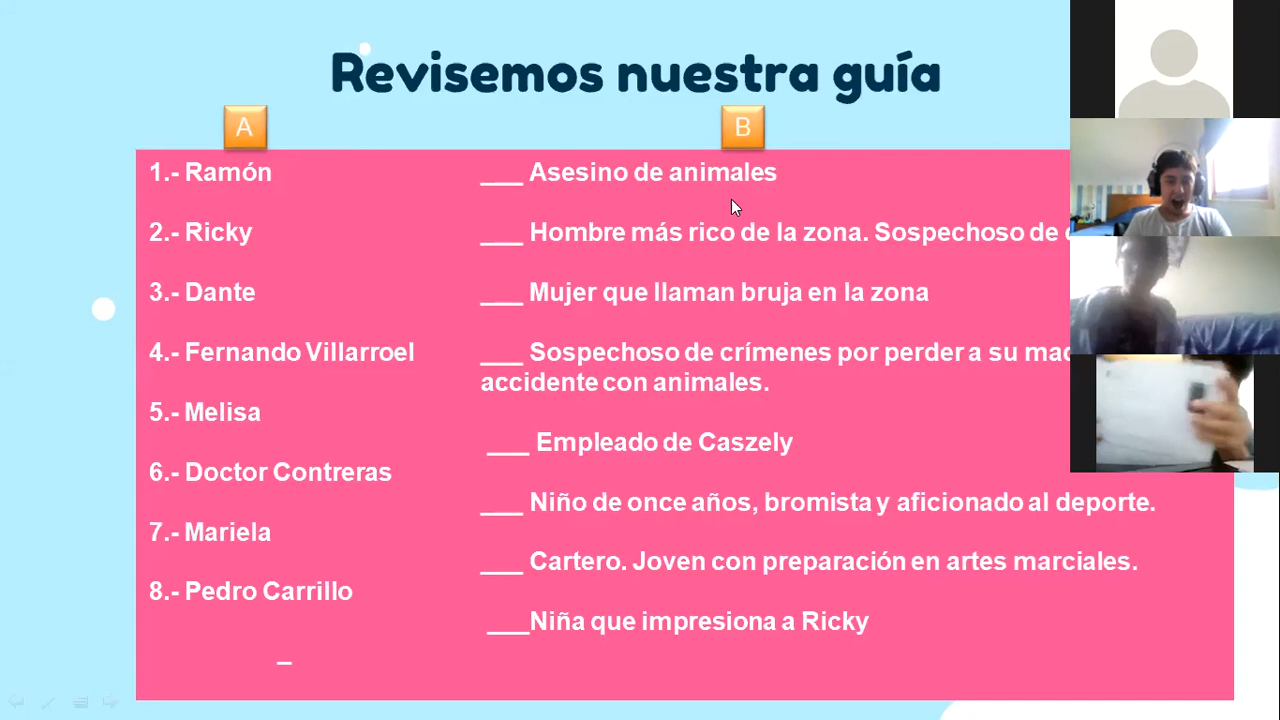 Revisemos nuestra guía
A
B
1.- Ramón
___ Asesino de animales
2.- Ricky
___ Hombre más rico de la zona. Sospechoso de
3.- Dante
___ Mujer que llaman bruja en la zona
4.- Fernando Villarroel
___ Sospechoso de crímenes por perder a su
accidente con animales.
5.- Melisa
___ Empleado de Caszely
6.- Doctor Contreras
___ Niño de once años, bromista y aficionado al deporte.
7.- Mariela
___ Cartero. Joven con preparación en artes marciales.
8.- Pedro Carrillo
___Niña que impresiona a Ricky
_